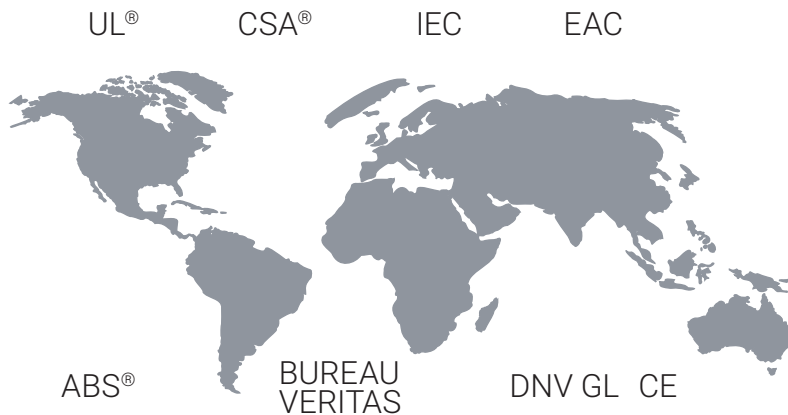 UL® CSA® IEC EAC
ABS® BUREAU
VERITAS DNV GL CE